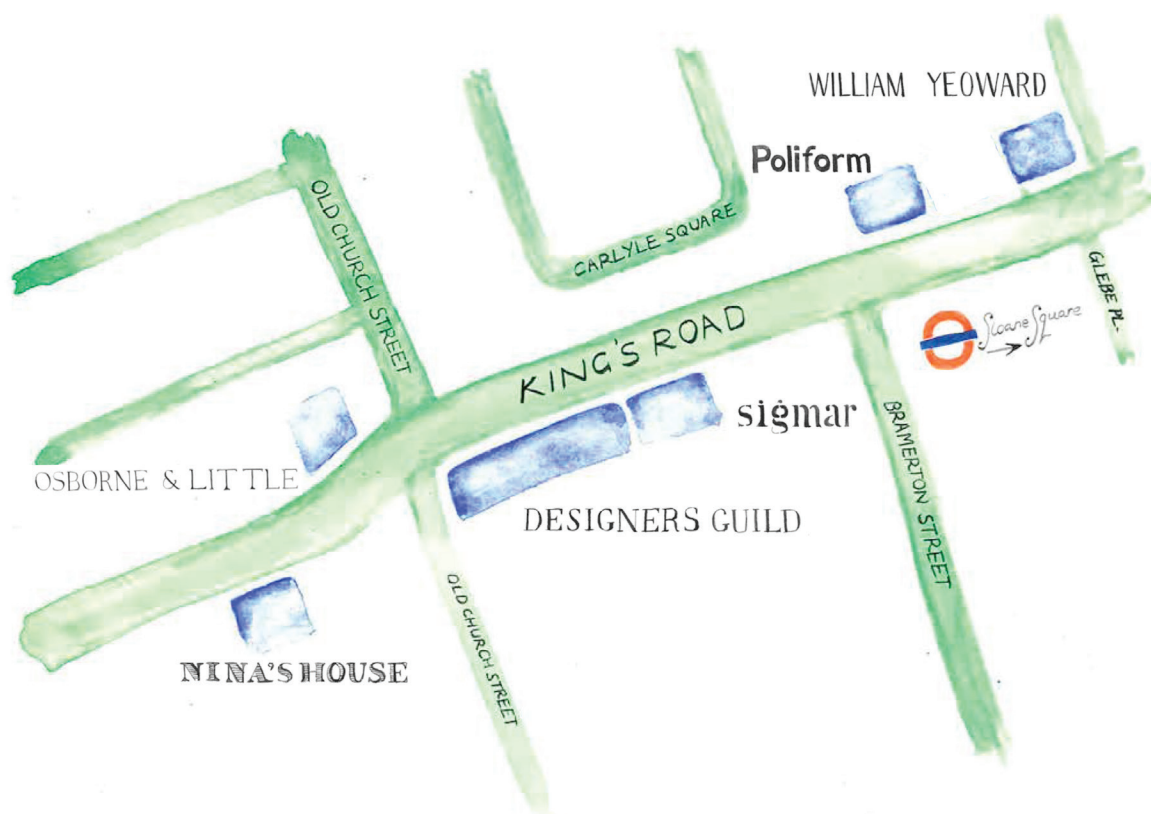 WILLIAM YEOWARD
Poliform
OLD CHURCH STREET
CARLYLE SQUARE
GLEBE PL-
Sloane Square
KING'S ROAD
sigmar
BRAMERTON STREET
OSBORNE & LITTLE
DESIGNERS GUILD
OLD CHURCH STREET
NINA'S HOUSE